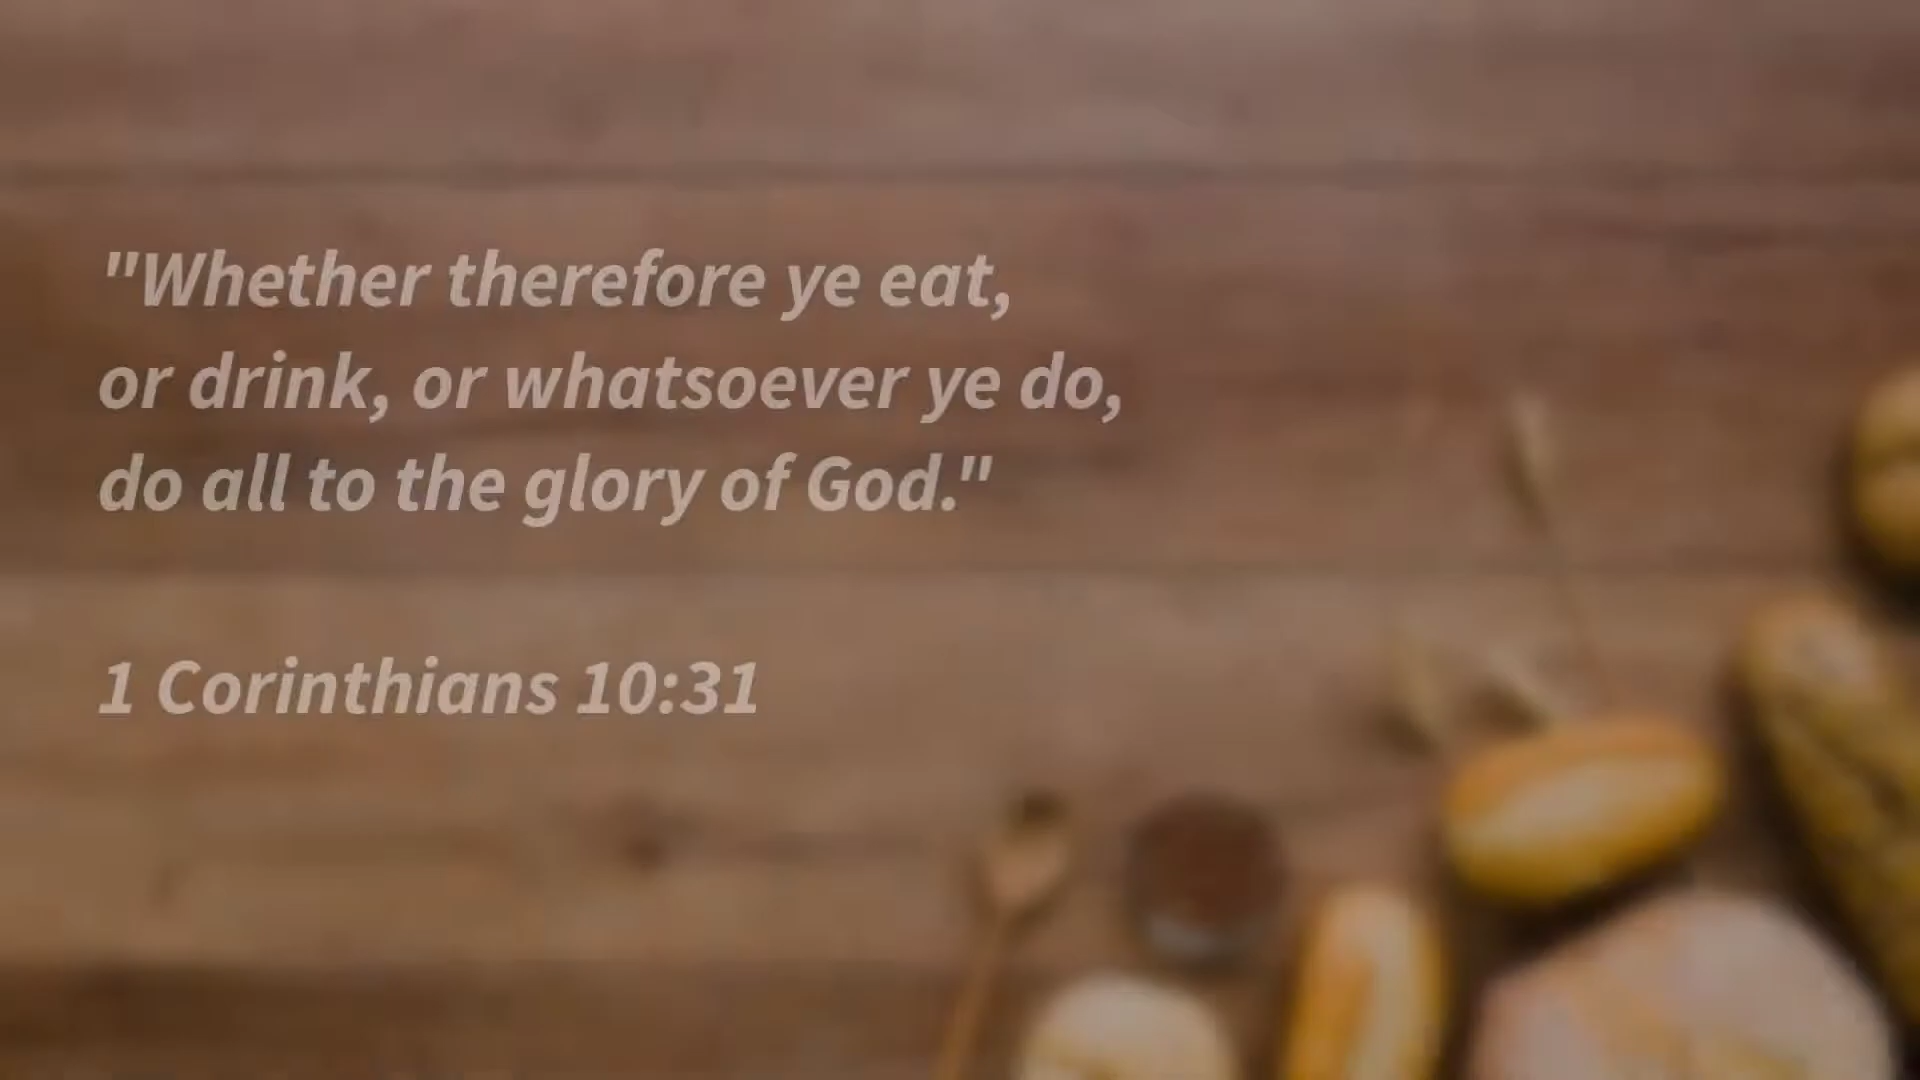 "Whether therefore ye eat,
or drink, or whatsoever ye do,
do all to the glory of God."
1 Corinthians 10:31